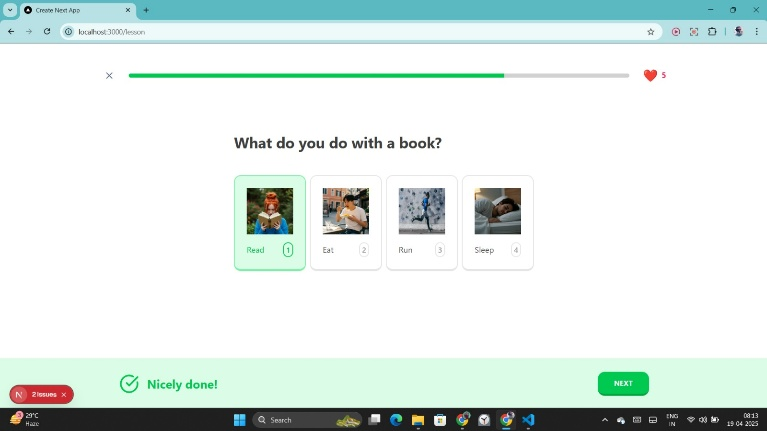 Create Next App
localhost:3000/lesson
5
What do you do with a book?
Read 1
Eat 2
Run 3
Sleep 4
Nicely done!
NEXT
N 2 Issues
29°C
Haze
Search
ENG
IN
08:13
19-04-2025